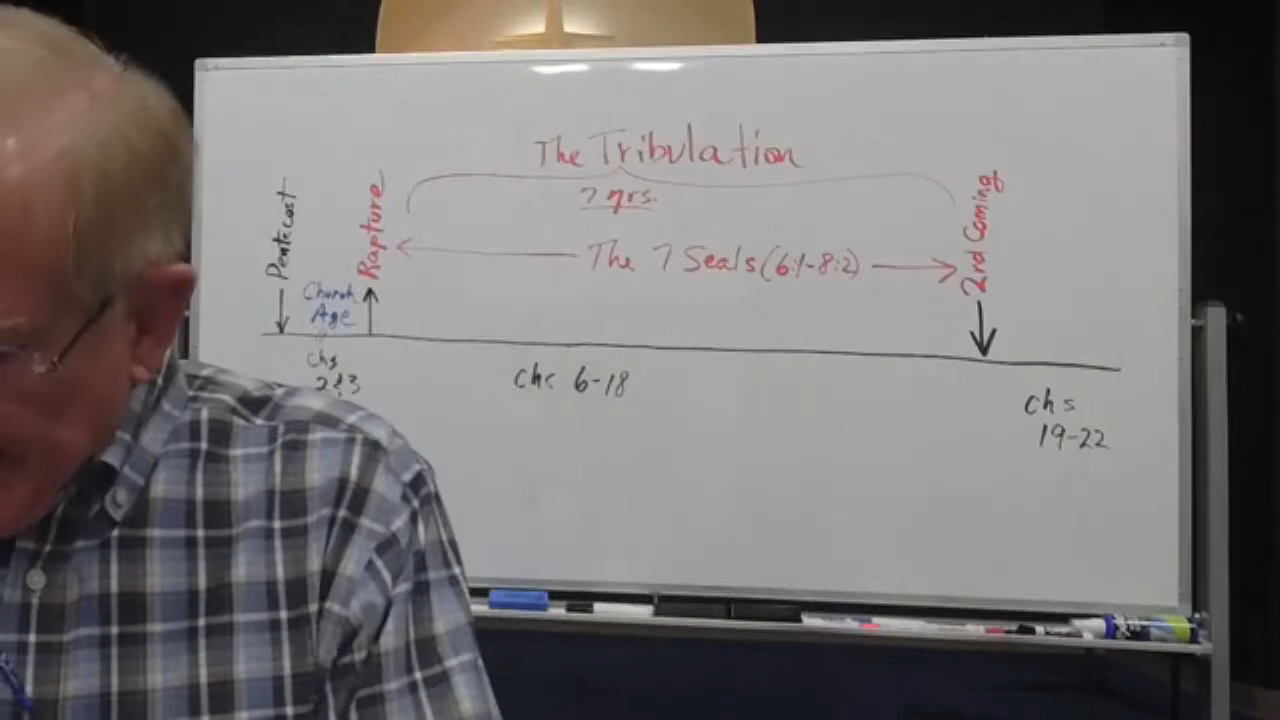 The Tribulation
7 yrs.
Pentecost
Rapture
The 7 Seals (6:1-8:2)
2rd Coming
Church
Age
chs
2&3
chs 6-18
chs
19-22